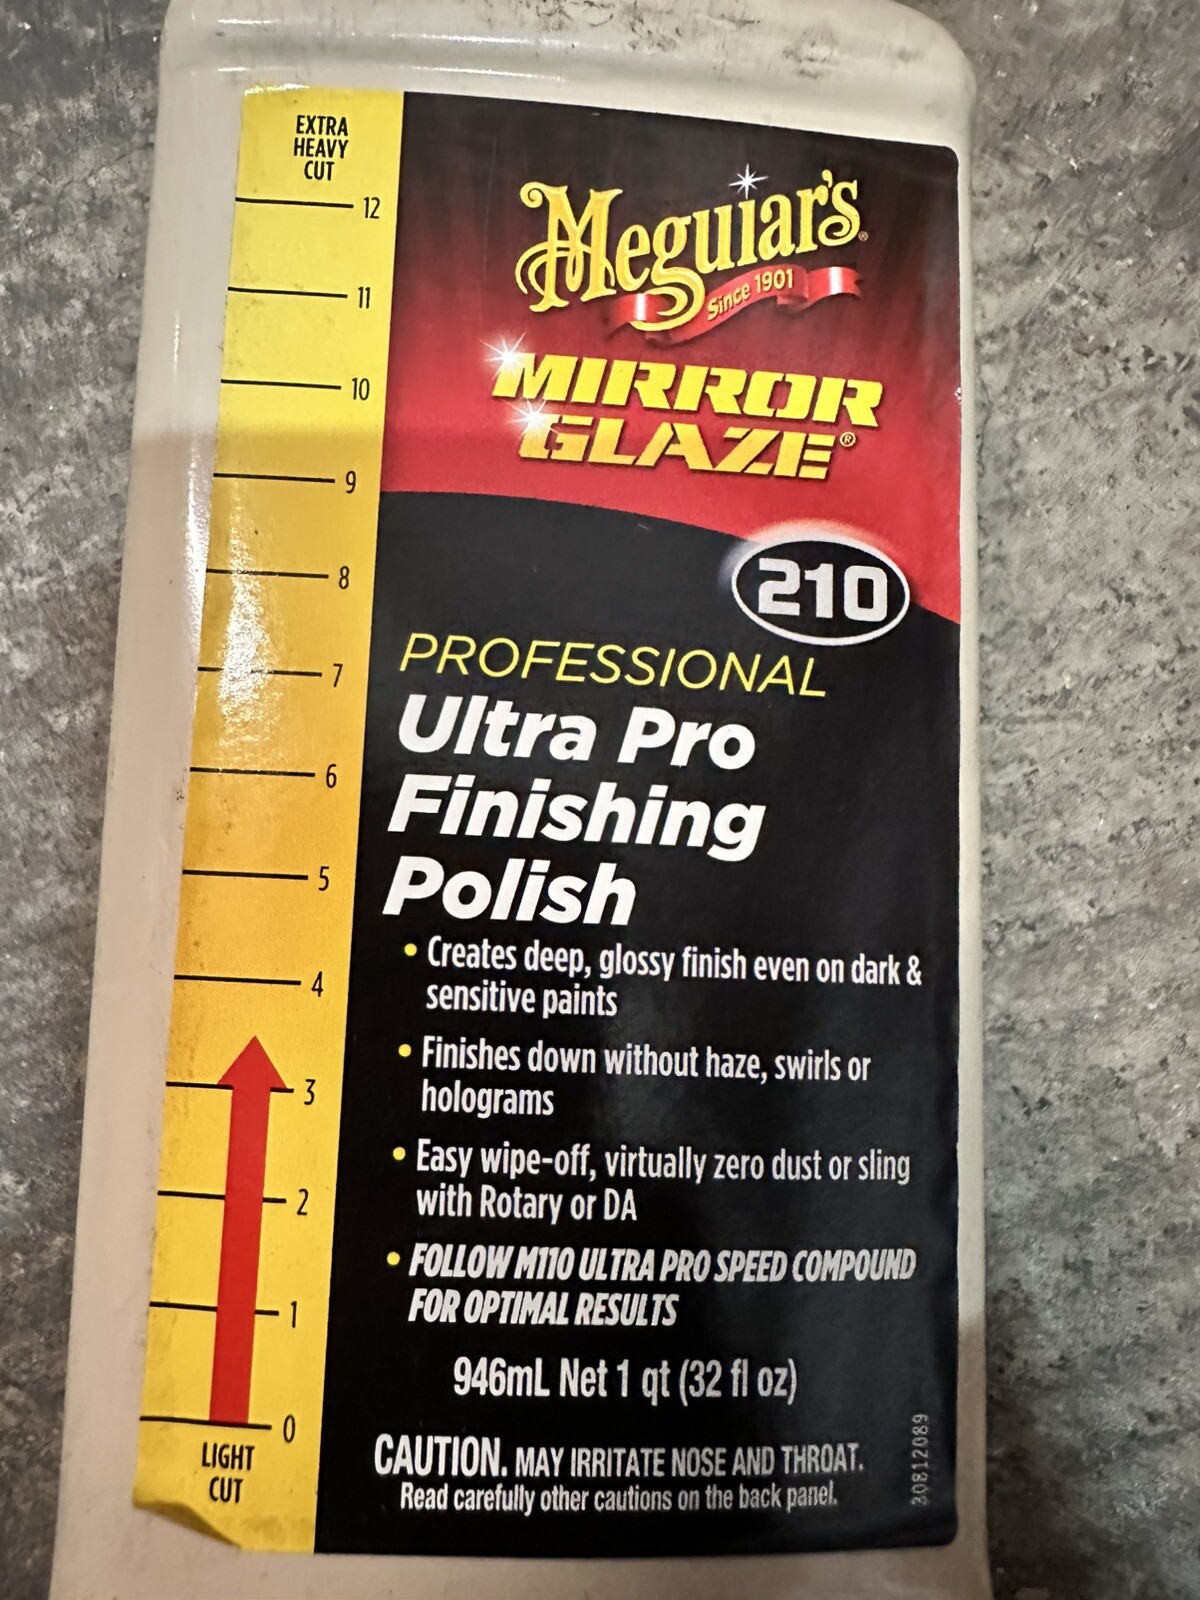 EXTRA
HEAVY
CUT
12
11
10
9
8
7
6
5
4
3
2
1
0
LIGHT
CUT
Meguiar's®
Since 1901
MIRROR
GLAZE®
210
PROFESSIONAL
Ultra Pro
Finishing
Polish
• Creates deep, glossy finish even on dark &
sensitive paints
• Finishes down without haze, swirls or
holograms
• Easy wipe-off, virtually zero dust or sling
with Rotary or DA
• FOLLOW M110 ULTRA PRO SPEED COMPOUND
FOR OPTIMAL RESULTS
946mL Net 1 qt (32 fl oz)
CAUTION. MAY IRRITATE NOSE AND THROAT.
Read carefully other cautions on the back panel.
30812089